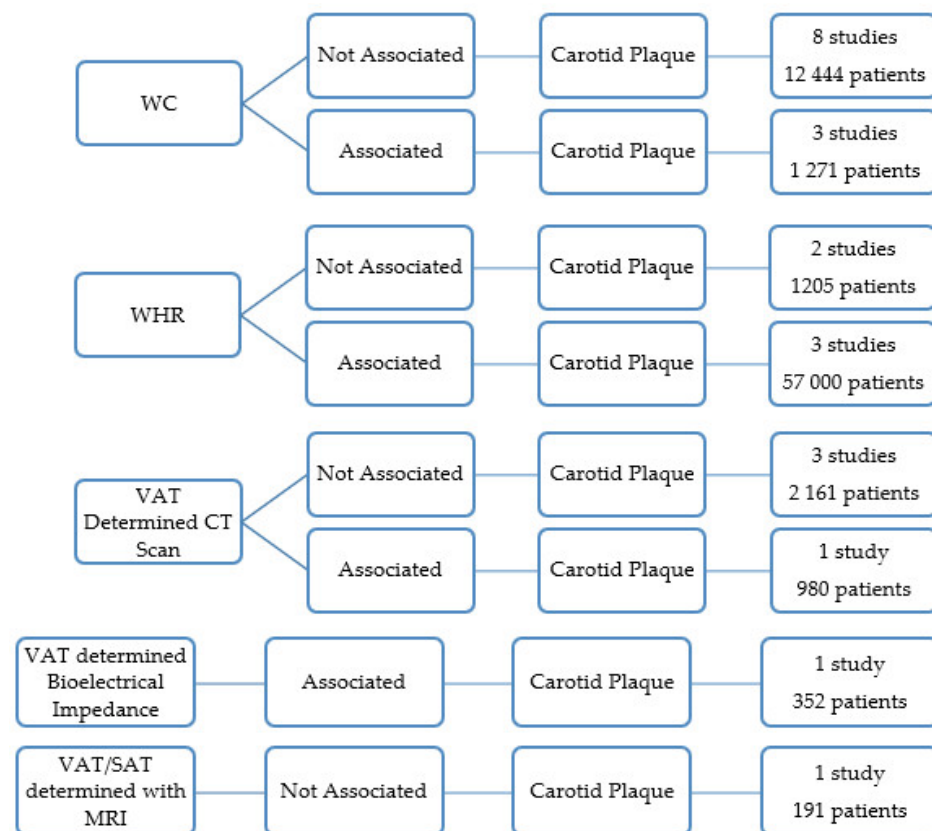 WC
Not Associated
Carotid Plaque
8 studies
12 444 patients
Associated
Carotid Plaque
3 studies
1 271 patients
WHR
Not Associated
Carotid Plaque
2 studies
1205 patients
Associated
Carotid Plaque
3 studies
57 000 patients
VAT
Determined CT
Scan
Not Associated
Carotid Plaque
3 studies
2 161 patients
Associated
Carotid Plaque
1 study
980 patients
VAT determined
Bioelectrical
Impedance
Associated
Carotid Plaque
1 study
352 patients
VAT/SAT
determined with
MRI
Not Associated
Carotid Plaque
1 study
191 patients